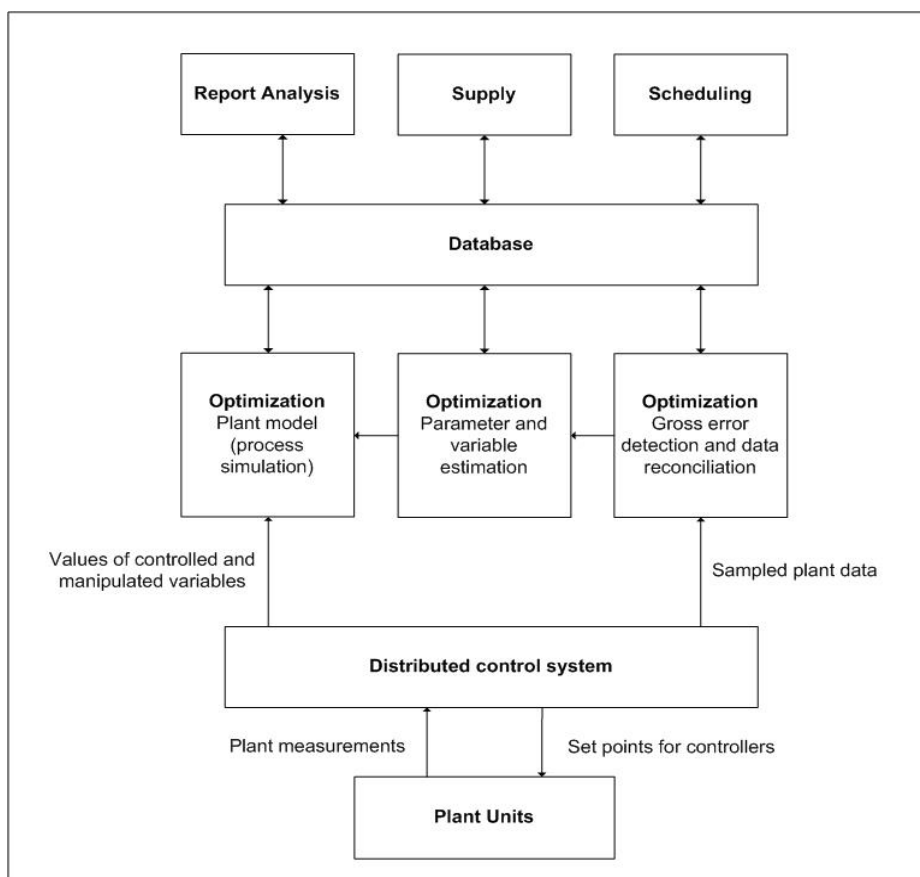 Report Analysis
Supply
Scheduling
Database
Optimization
Plant model
(process
simulation)
Optimization
Parameter and
variable
estimation
Optimization
Gross error
detection and data
reconciliation
Values of controlled and
manipulated variables
Sampled plant data
Distributed control system
Plant measurements
Set points for controllers
Plant Units